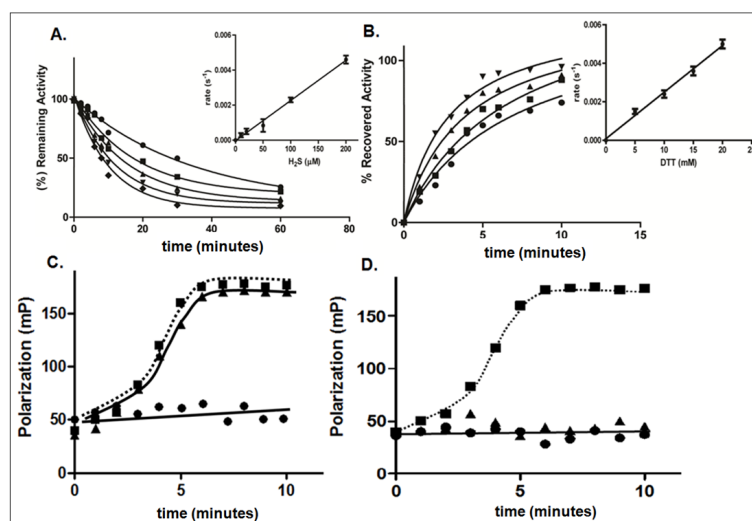 A.
(%) Remaining Activity
100
50
0
0 20 40 60 80
time (minutes)
rate (s⁻¹)
0.006
0.004
0.002
0.000
0 50 100 150 200
H₂S (µM)
B.
% Recovered Activity
100
50
0
0 5 10 15
time (minutes)
rate (s⁻¹)
0.006
0.004
0.002
0.000
0 5 10 15 20 25
DTT (mM)
C.
Polarization (mP)
150
100
50
0
0 5 10
time (minutes)
D.
Polarization (mP)
150
100
50
0
0 5 10
time (minutes)